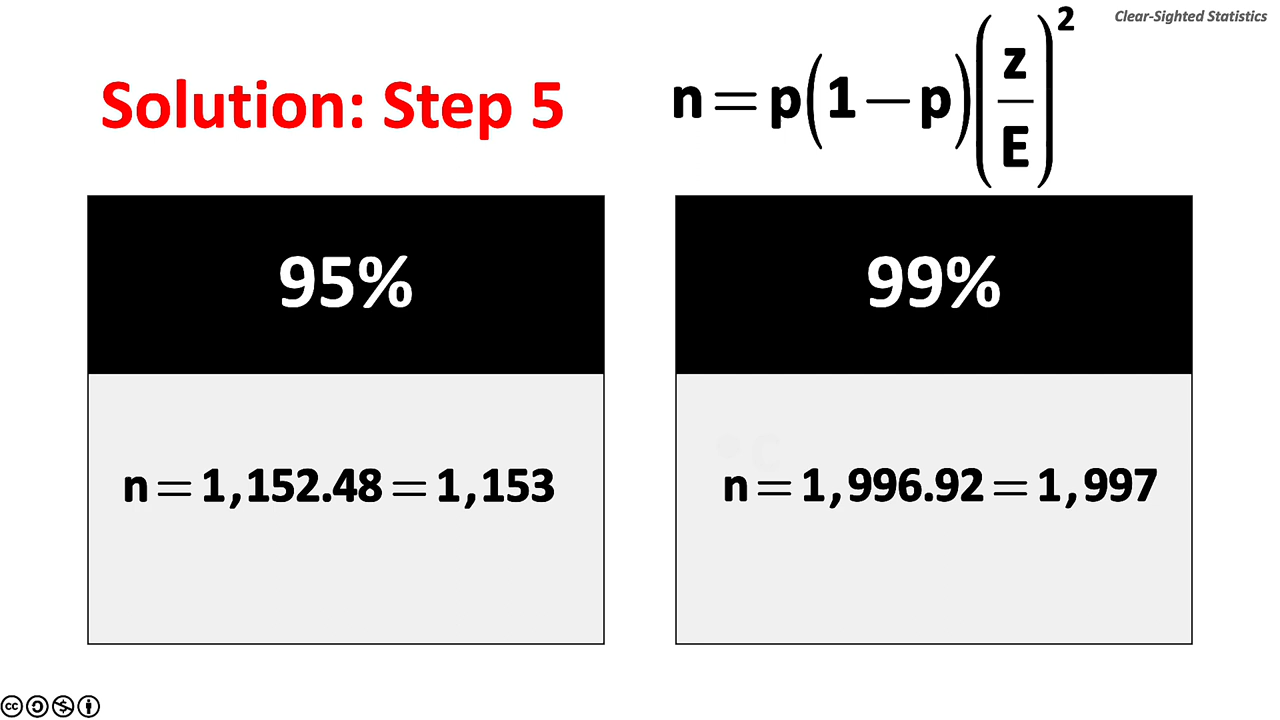 Clear-Sighted Statistics
Solution: Step 5
n = p(1 − p)(z/E)²
95%
99%
n = 1,152.48 = 1,153
n = 1,996.92 = 1,997